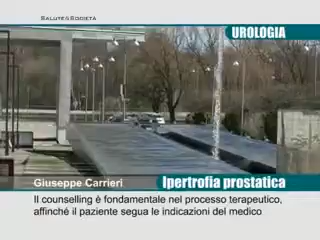 SALUTE&SOCIETÀ
UROLOGIA
Giuseppe Carrieri
Ipertrofia prostatica
Il counselling è fondamentale nel processo terapeutico,
affinché il paziente segua le indicazioni del medico